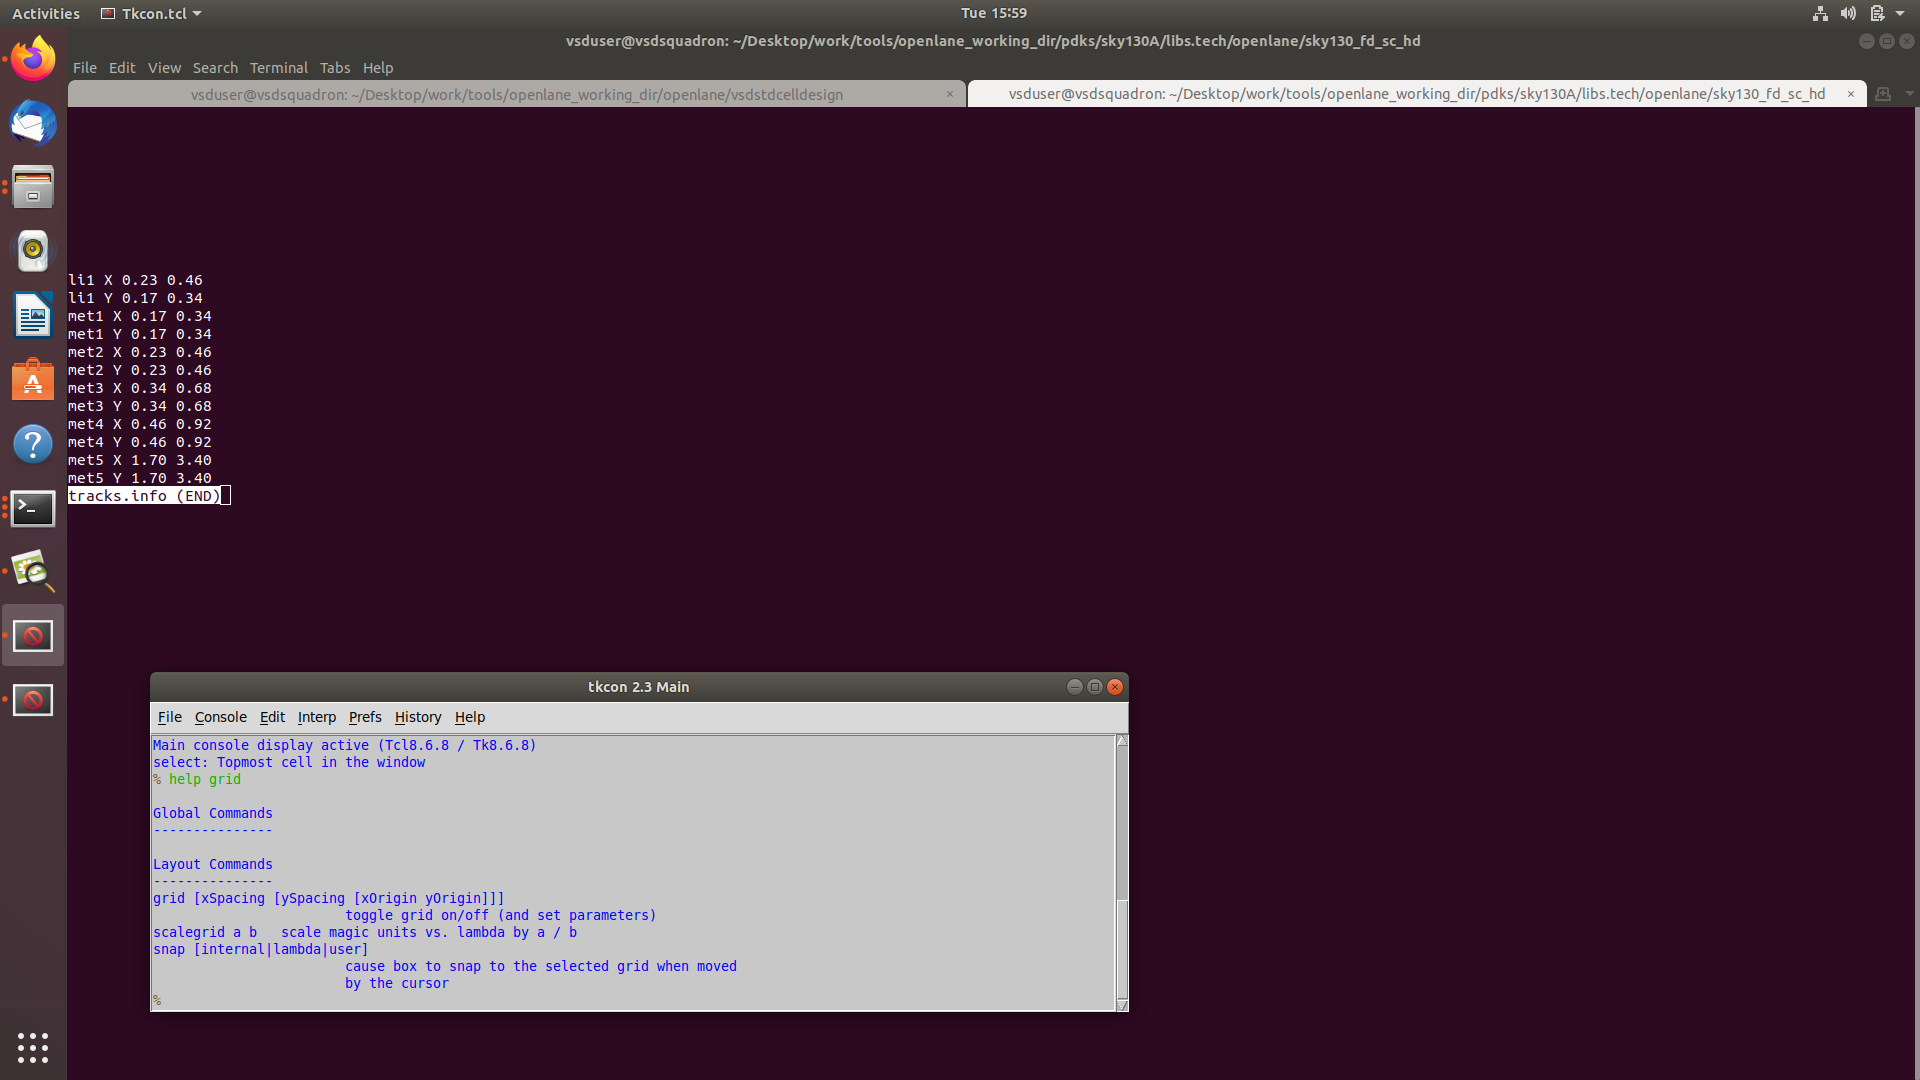 Activities
Tkcon.tcl
Tue 15:59
vsduser@vsdsquadron: ~/Desktop/work/tools/openlane_working_dir/pdks/sky130A/libs.tech/openlane/sky130_fd_sc_hd
File Edit View Search Terminal Tabs Help
vsduser@vsdsquadron: ~/Desktop/work/tools/openlane_working_dir/openlane/vsdstdcelldesign ×
vsduser@vsdsquadron: ~/Desktop/work/tools/openlane_working_dir/pdks/sky130A/libs.tech/openlane/sky130_fd_sc_hd ×
li1 X 0.23 0.46
li1 Y 0.17 0.34
met1 X 0.17 0.34
met1 Y 0.17 0.34
met2 X 0.23 0.46
met2 Y 0.23 0.46
met3 X 0.34 0.68
met3 Y 0.34 0.68
met4 X 0.46 0.92
met4 Y 0.46 0.92
met5 X 1.70 3.40
met5 Y 1.70 3.40
tracks.info (END)
tkcon 2.3 Main
File Console Edit Interp Prefs History Help
Main console display active (Tcl8.6.8 / Tk8.6.8)
select: Topmost cell in the window
% help grid
Global Commands
---------------
Layout Commands
---------------
grid [xSpacing [ySpacing [xOrigin yOrigin]]]
toggle grid on/off (and set parameters)
scalegrid a b   scale magic units vs. lambda by a / b
snap [internal|lambda|user]
cause box to snap to the selected grid when moved
by the cursor
%